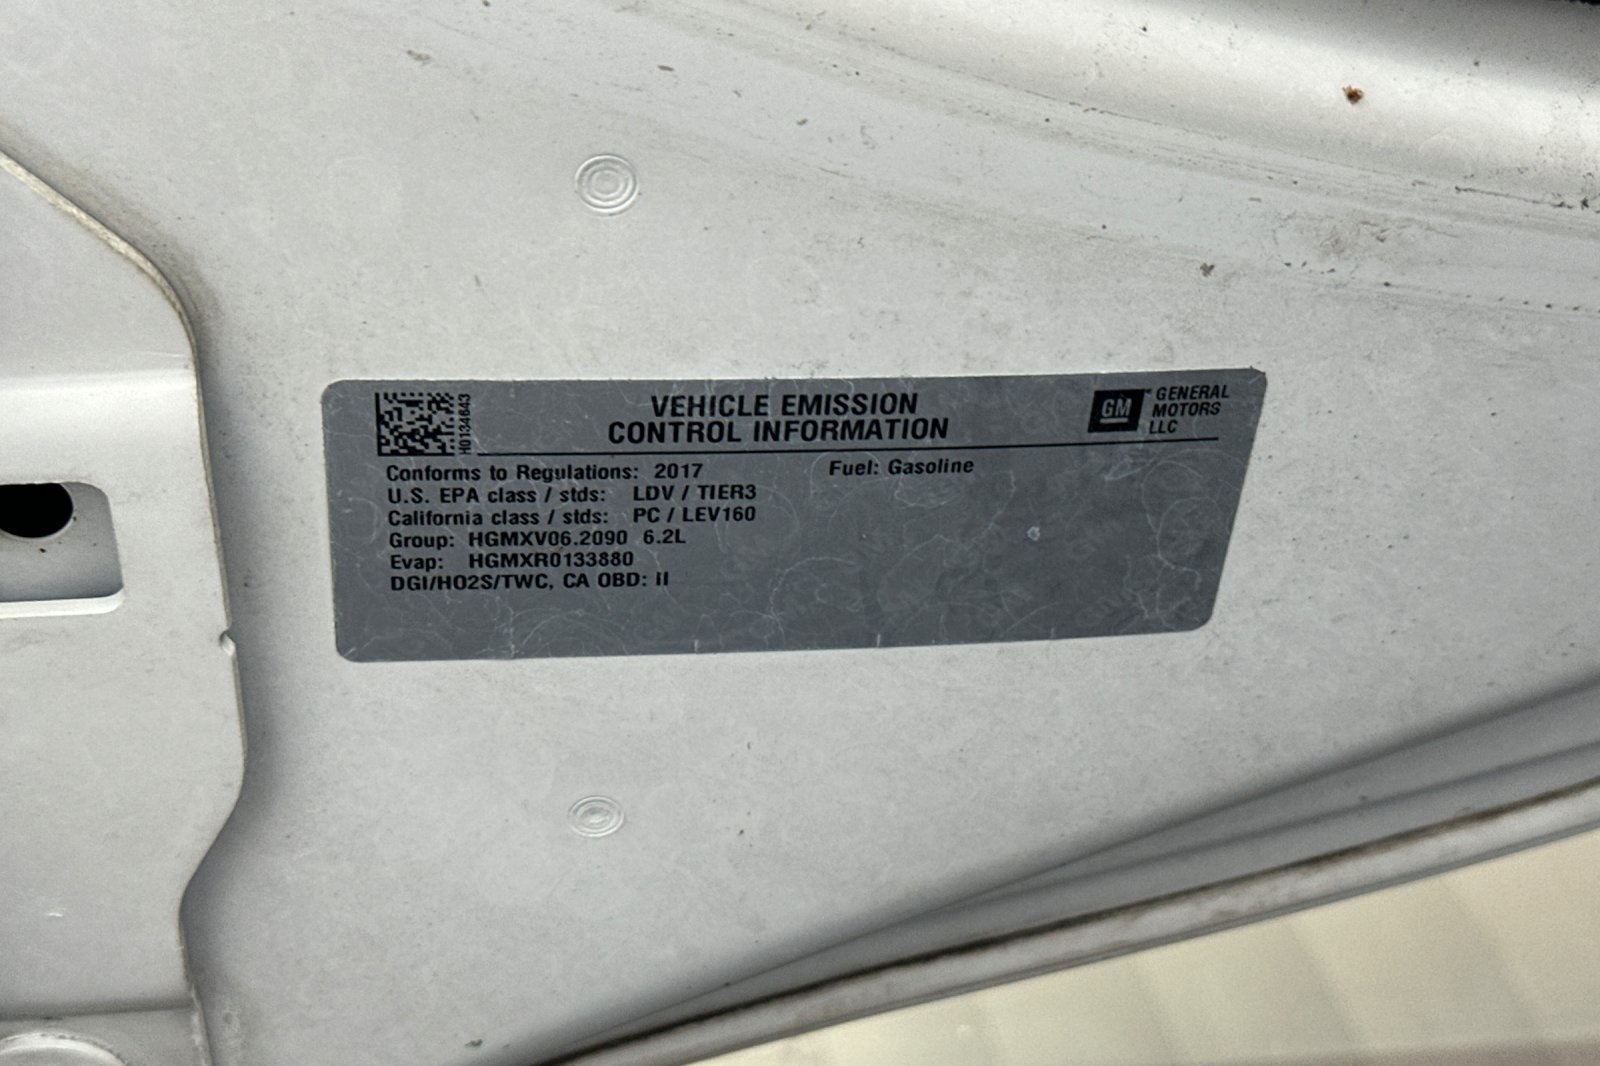 H0134643
VEHICLE EMISSION
CONTROL INFORMATION
GM
GENERAL
MOTORS
LLC
Conforms to Regulations: 2017 Fuel: Gasoline
U.S. EPA class / stds: LDV / TIER3
California class / stds: PC / LEV160
Group: HGMXV06.2090 6.2L
Evap: HGMXR0133880
DGI/HO2S/TWC, CA OBD: II